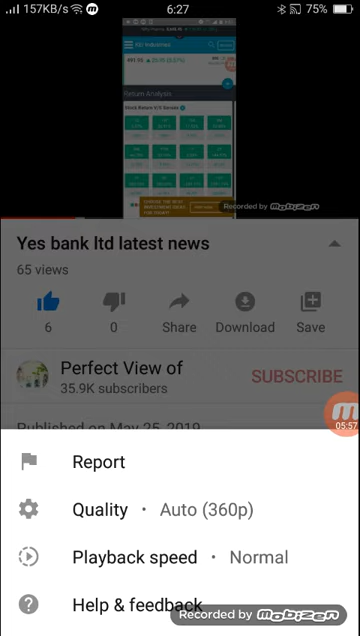 157KB/s
6:27
75%
Return Analysis
Recorded by mobizen
Yes bank ltd latest news
65 views
6
0
Share
Download
Save
Perfect View of
35.9K subscribers
SUBSCRIBE
Published on May 25, 2019
05:57
Report
Quality • Auto (360p)
Playback speed • Normal
Help & feedback
Recorded by mobizen